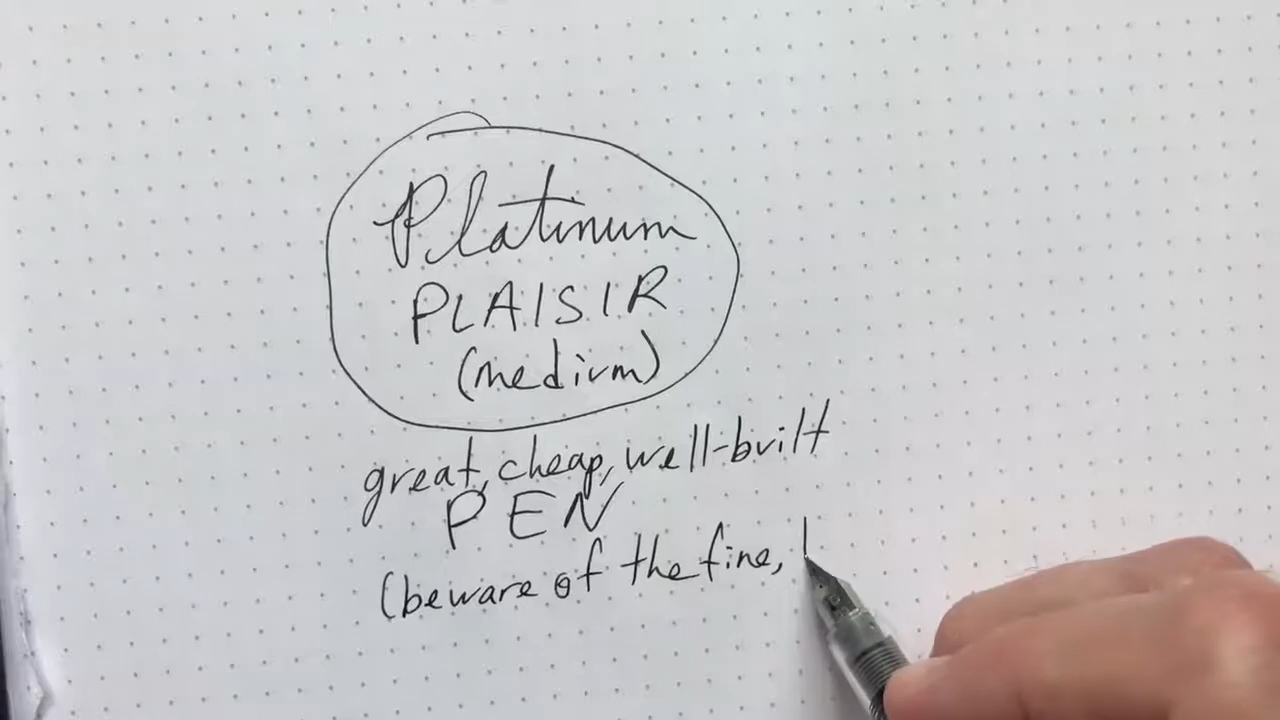 Platinum
PLAISIR
(medium)
great, cheap, well-built
PEN
(beware of the fine,